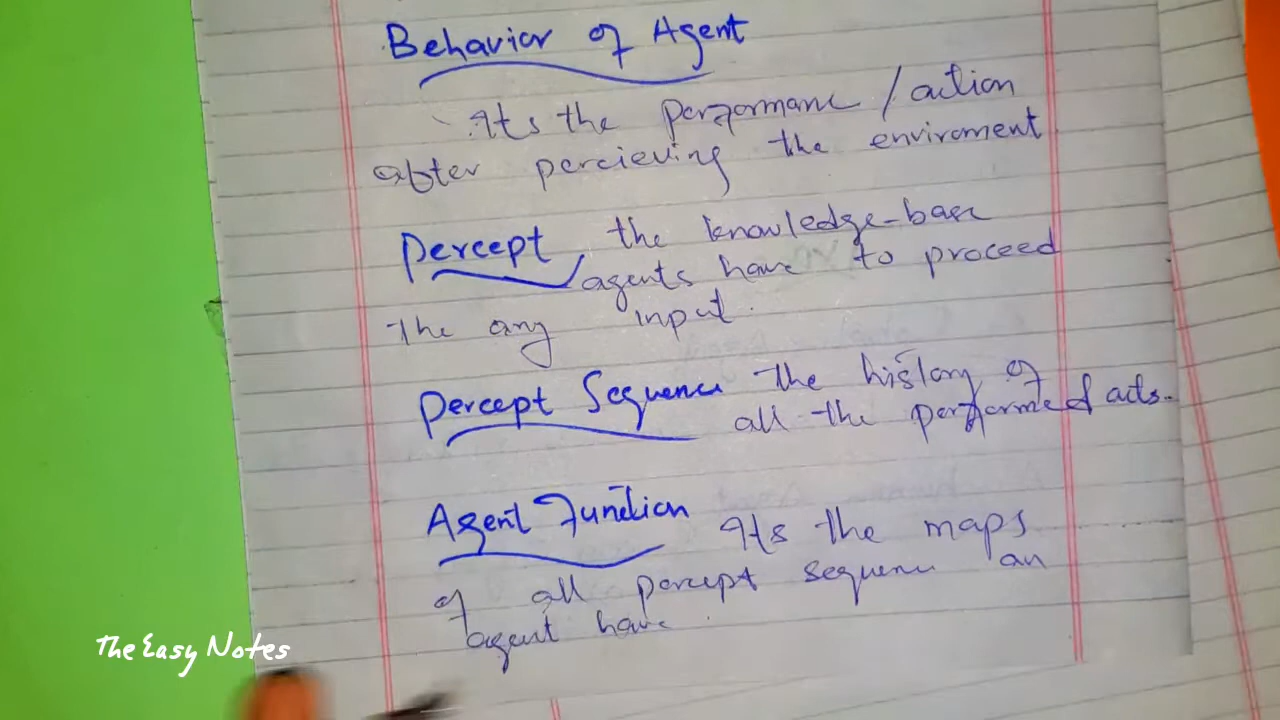 Behavior of Agent
Its the performance / action
after percieving the enviroment
Percept the knowledge-base
agents have to proceed
the any input.
Percept Sequence the history of
all the performed acts.
Agent Function Its the maps
of all percept sequence an
agent have.
The Easy Notes